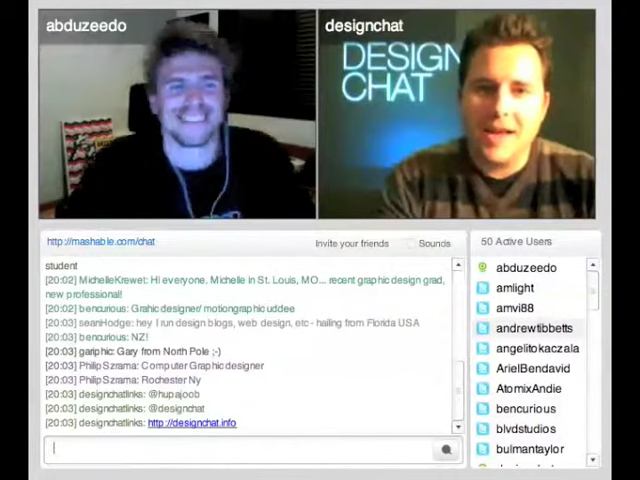 abduzeedo
designchat
DESIGN
CHAT
http://mashable.com/chat
Invite your friends
Sounds
50 Active Users
student
[20:02] MichelleKrewet: Hi everyone, Michelle in St. Louis, MO... recent graphic design grad,
new professional!
[20:02] bencurious: Grahic designer/ motiongraphic uddee
[20:03] seanHodge: hey I run design blogs, web design, etc - hailing from Florida USA
[20:03] bencurious: NZ!
[20:03] gariphic: Gary from North Pole ;-)
[20:03] PhilipSzrama: Computer Graphic designer
[20:03] PhilipSzrama: Rochester Ny
[20:03] designchatlinks: @hupajoob
[20:03] designchatlinks: @designchat
[20:03] designchatlinks: http://designchat.info
abduzeedo
amlight
amvi88
andrewtibbetts
angelitokaczala
ArielBendavid
AtomixAndie
bencurious
blvdstudios
bulmantaylor